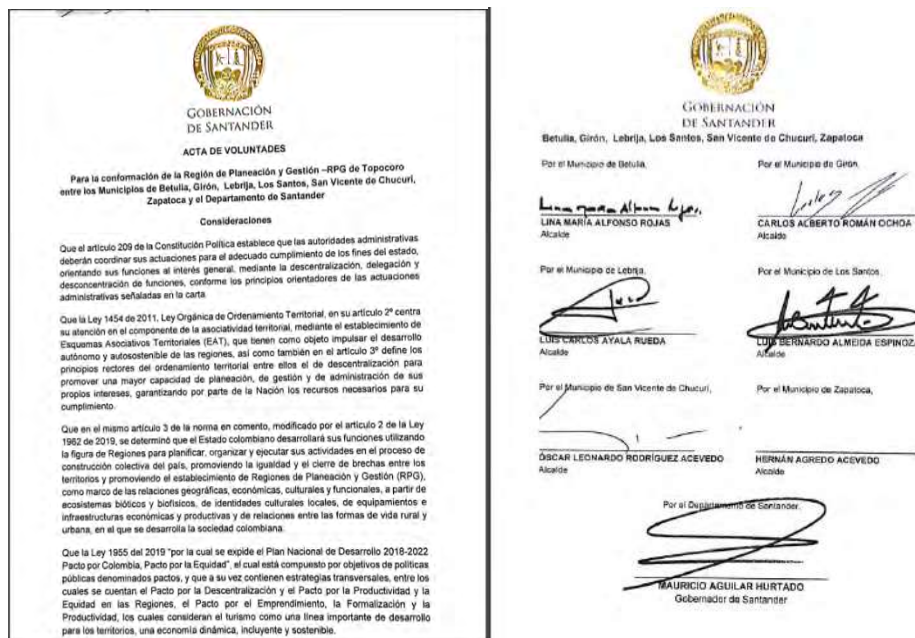 GOBERNACIÓN
DE SANTANDER
ACTA DE VOLUNTADES
Para la conformación de la Región de Planeación y Gestión –RPG de Topocoro
entre los Municipios de Betulia, Girón, Lebrija, Los Santos, San Vicente de Chucuri,
Zapatoca y el Departamento de Santander
Consideraciones
Que el artículo 209 de la Constitución Política establece que las autoridades administrativas
deberán coordinar sus actuaciones para el adecuado cumplimiento de los fines del estado,
orientando sus funciones al interés general, mediante la descentralización, delegación y
desconcentración de funciones, conforme los principios orientadores de las actuaciones
administrativas señaladas en la carta.
Que la Ley 1454 de 2011, Ley Orgánica de Ordenamiento Territorial, en su artículo 2º centra
su atención en el componente de la asociatividad territorial, mediante el establecimiento de
Esquemas Asociativos Territoriales (EAT), que tienen como objeto impulsar el desarrollo
autónomo y autosostenible de las regiones, así como también en el artículo 3º define los
principios rectores del ordenamiento territorial entre ellos el de descentralización para
promover una mayor capacidad de planeación, de gestión y de administración de sus
propios intereses, garantizando por parte de la Nación los recursos necesarios para su
cumplimiento.
Que en el mismo artículo 3 de la norma en comento, modificado por el artículo 2 de la Ley
1962 de 2019, se determinó que el Estado colombiano desarrollará sus funciones utilizando
la figura de Regiones para planificar, organizar y ejecutar sus actividades en el proceso de
construcción colectiva del país, promoviendo la igualdad y el cierre de brechas entre los
territorios y promoviendo el establecimiento de Regiones de Planeación y Gestión (RPG),
como marco de las relaciones geográficas, económicas, culturales y funcionales, a partir de
ecosistemas bióticos y biofísicos, de identidades culturales locales, de equipamientos e
infraestructuras económicas y productivas y de relaciones entre las formas de vida rural y
urbana, en el que se desarrolla la sociedad colombiana.
Que la Ley 1955 del 2019 "por la cual se expide el Plan Nacional de Desarrollo 2018-2022
Pacto por Colombia, Pacto por la Equidad", el cual está compuesto por objetivos de políticas
públicas denominados pactos, y que a su vez contienen estrategias transversales, entre los
cuales se cuentan el Pacto por la Descentralización y el Pacto por la Productividad y la
Equidad en las Regiones, el Pacto por el Emprendimiento, la Formalización y la
Productividad, los cuales consideran el turismo como una línea importante de desarrollo
para los territorios, una economía dinámica, incluyente y sostenible.
GOBERNACIÓN
DE SANTANDER
Betulia, Girón, Lebrija, Los Santos, San Vicente de Chucuri, Zapatoca
Por el Municipio de Betulia,
Por el Municipio de Girón,
Lina María Alfonso Rojas.
LINA MARÍA ALFONSO ROJAS
Alcalde
CARLOS ALBERTO ROMÁN OCHOA
Alcalde
Por el Municipio de Lebrija,
Por el Municipio de Los Santos,
LUIS CARLOS AYALA RUEDA
Alcalde
LUIS BERNARDO ALMEIDA ESPINOZA
Alcalde
Por el Municipio de San Vicente de Chucuri,
Por el Municipio de Zapatoca,
ÓSCAR LEONARDO RODRÍGUEZ ACEVEDO
Alcalde
HERNÁN AGREDO ACEVEDO
Alcalde
Por el Departamento de Santander,
MAURICIO AGUILAR HURTADO
Gobernador de Santander